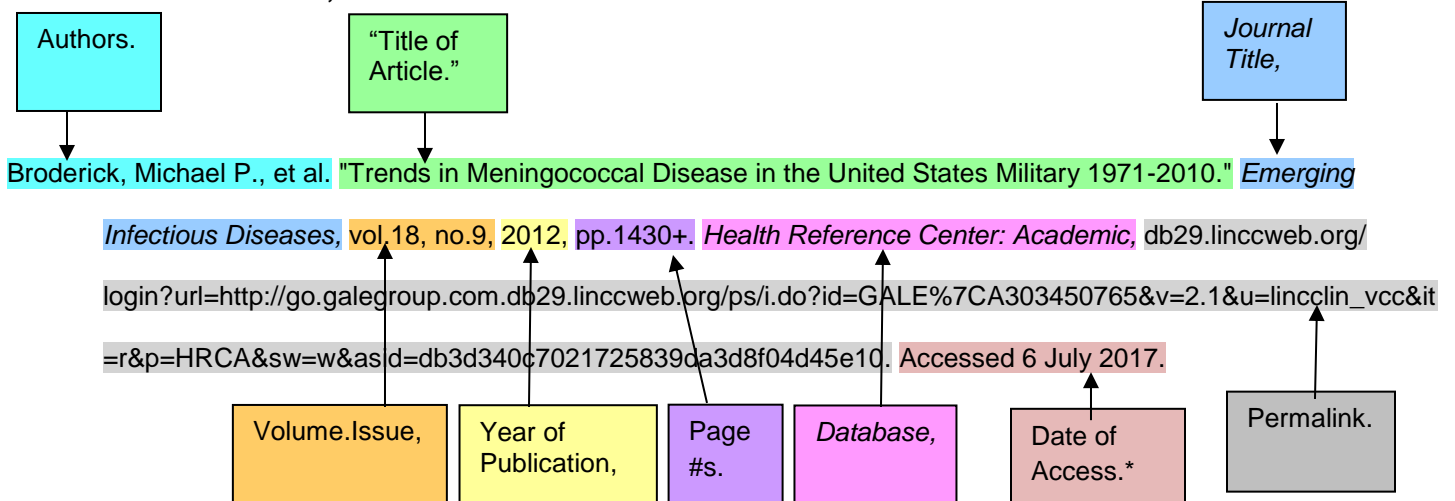 Authors.
“Title of
Article.”
Journal
Title,
Broderick, Michael P., et al. "Trends in Meningococcal Disease in the United States Military 1971-2010." Emerging
Infectious Diseases, vol.18, no.9, 2012, pp.1430+. Health Reference Center: Academic, db29.linccweb.org/
login?url=http://go.galegroup.com.db29.linccweb.org/ps/i.do?id=GALE%7CA303450765&v=2.1&u=lincclin_vcc&it
=r&p=HRCA&sw=w&asid=db3d340c7021725839da3d8f04d45e10. Accessed 6 July 2017.
Volume.Issue,
Year of
Publication,
Page
#s.
Database,
Date of
Access.*
Permalink.